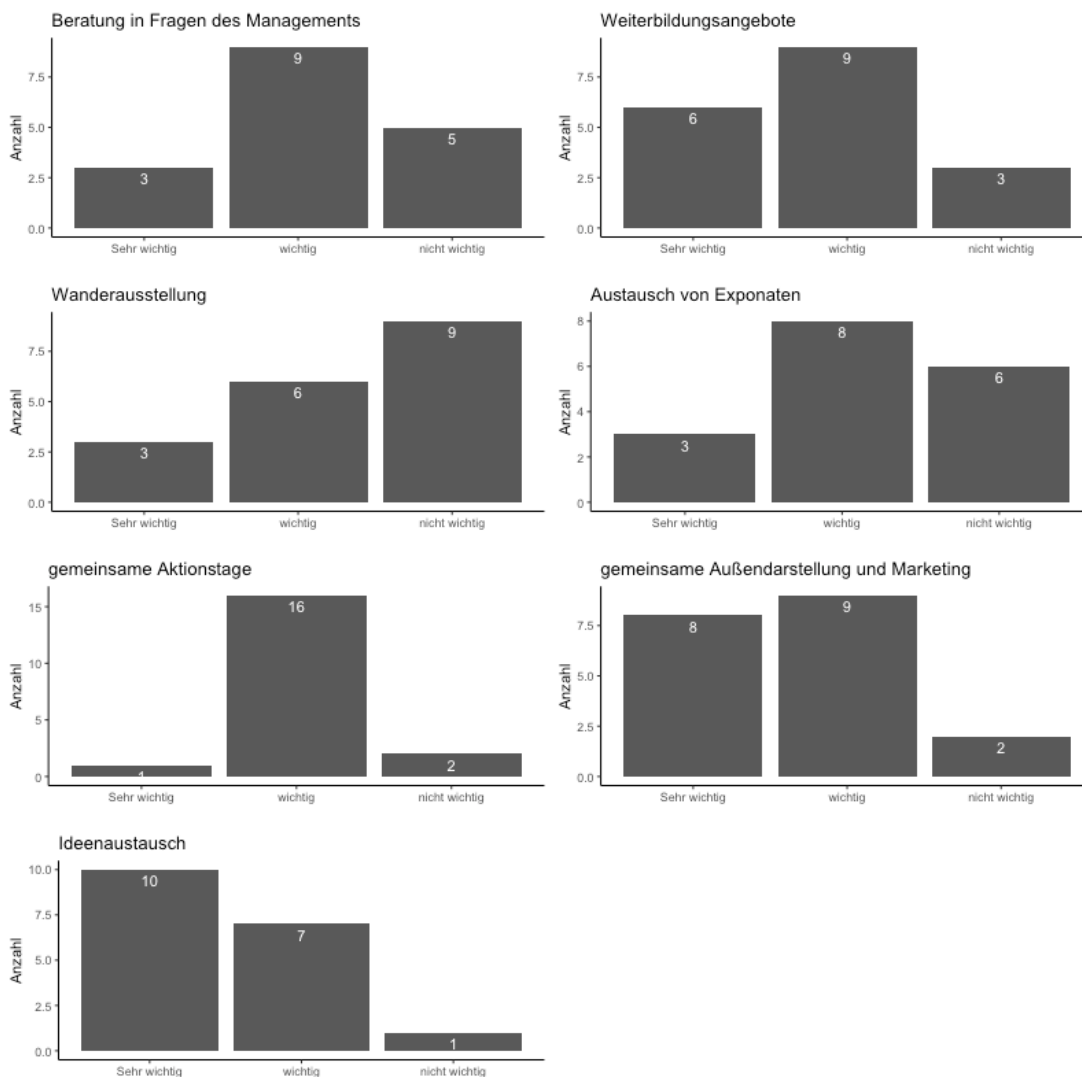 Beratung in Fragen des Managements
Anzahl
7.5
5.0
2.5
0.0
9
5
3
Sehr wichtig wichtig nicht wichtig
Weiterbildungsangebote
Anzahl
7.5
5.0
2.5
0.0
9
6
3
Sehr wichtig wichtig nicht wichtig
Wanderausstellung
Anzahl
7.5
5.0
2.5
0.0
9
6
3
Sehr wichtig wichtig nicht wichtig
Austausch von Exponaten
Anzahl
8
6
4
2
0
8
6
3
Sehr wichtig wichtig nicht wichtig
gemeinsame Aktionstage
Anzahl
15
10
5
0
16
2
1
Sehr wichtig wichtig nicht wichtig
gemeinsame Außendarstellung und Marketing
Anzahl
7.5
5.0
2.5
0.0
9
8
2
Sehr wichtig wichtig nicht wichtig
Ideenaustausch
Anzahl
10.0
7.5
5.0
2.5
0.0
10
7
1
Sehr wichtig wichtig nicht wichtig